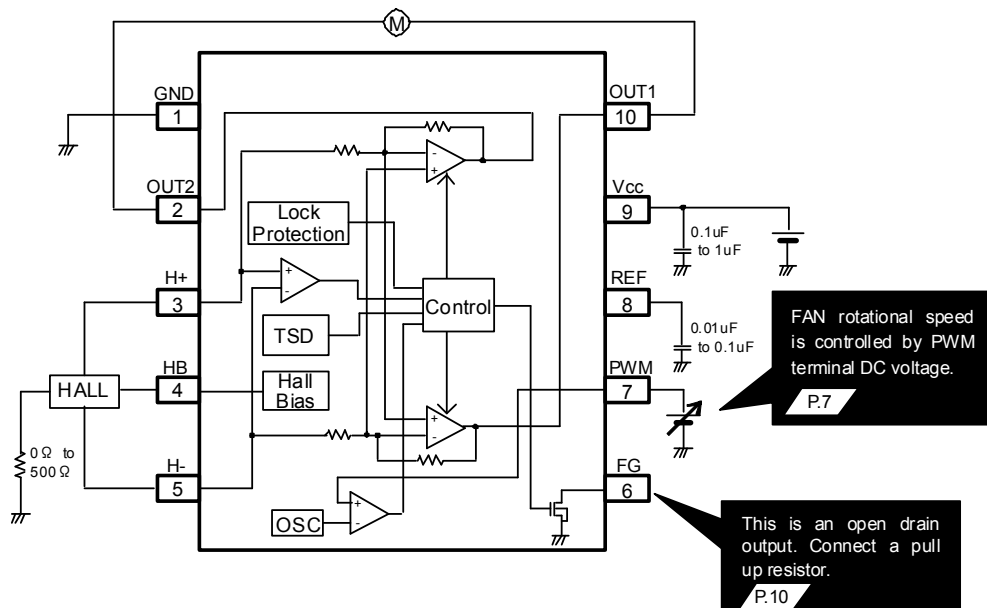 M
GND
1
OUT2
2
H+
3
HB
4
H-
5
HALL
0Ω to
500Ω
Lock
Protection
+
-
TSD
Hall
Bias
OSC
+
-
-
+
Control
+
-
OUT1
10
Vcc
9
0.1uF
to 1uF
REF
8
0.01uF
to 0.1uF
PWM
7
FG
6
FAN rotational speed
is controlled by PWM
terminal DC voltage.
P.7
This is an open drain
output. Connect a pull
up resistor.
P.10